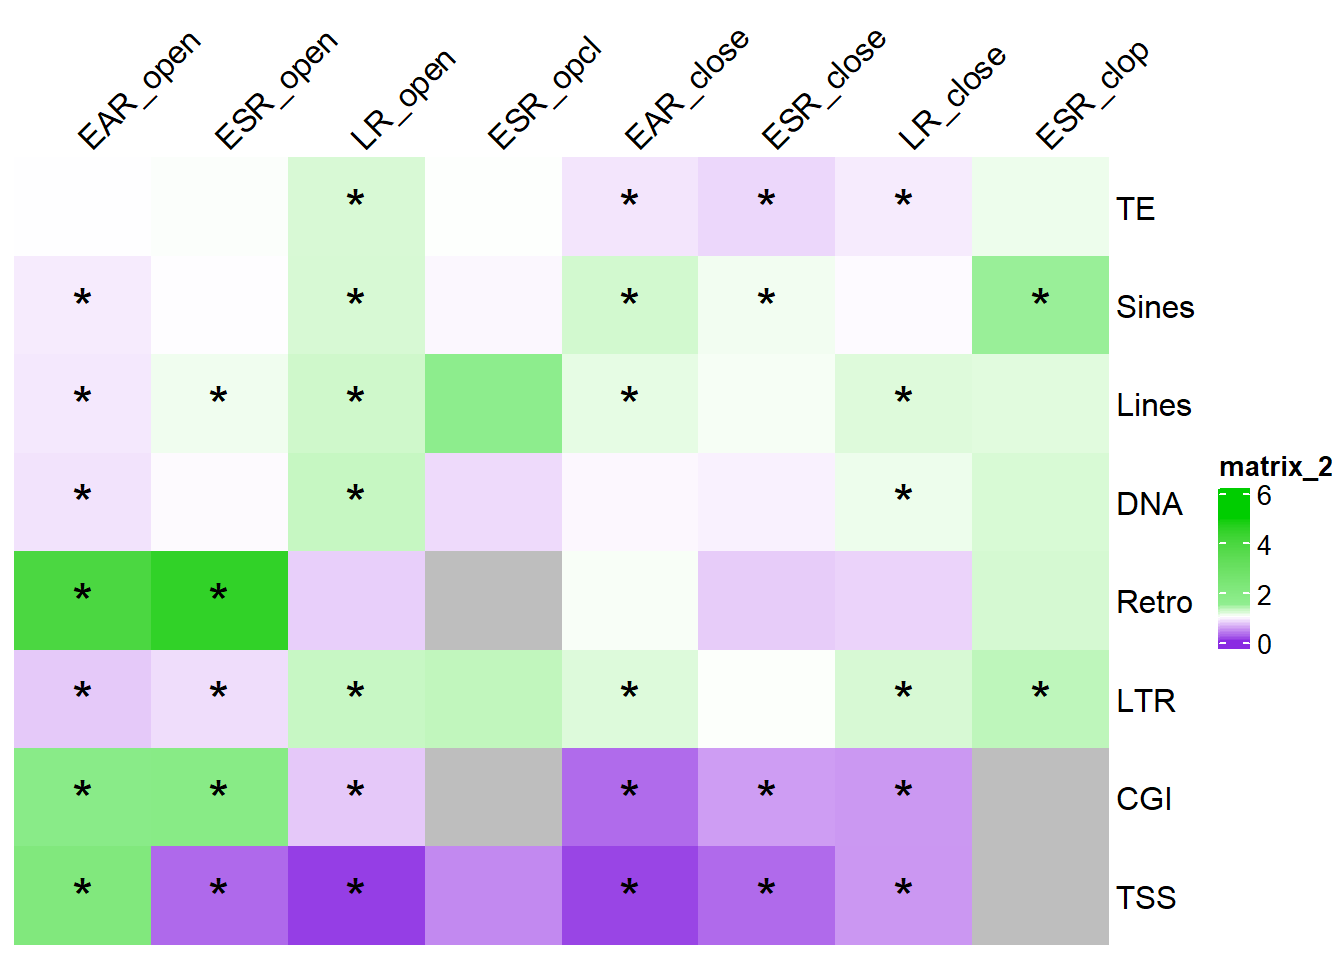 EAR_open
ESR_open
LR_open
ESR_opcl
EAR_close
ESR_close
LR_close
ESR_clop
* * * * TE
* * * * * Sines
* * * * * Lines
* * * DNA
* * Retro
* * * * * * LTR
* * * * * * CGI
* * * * * * TSS
matrix_2
6
4
2
0